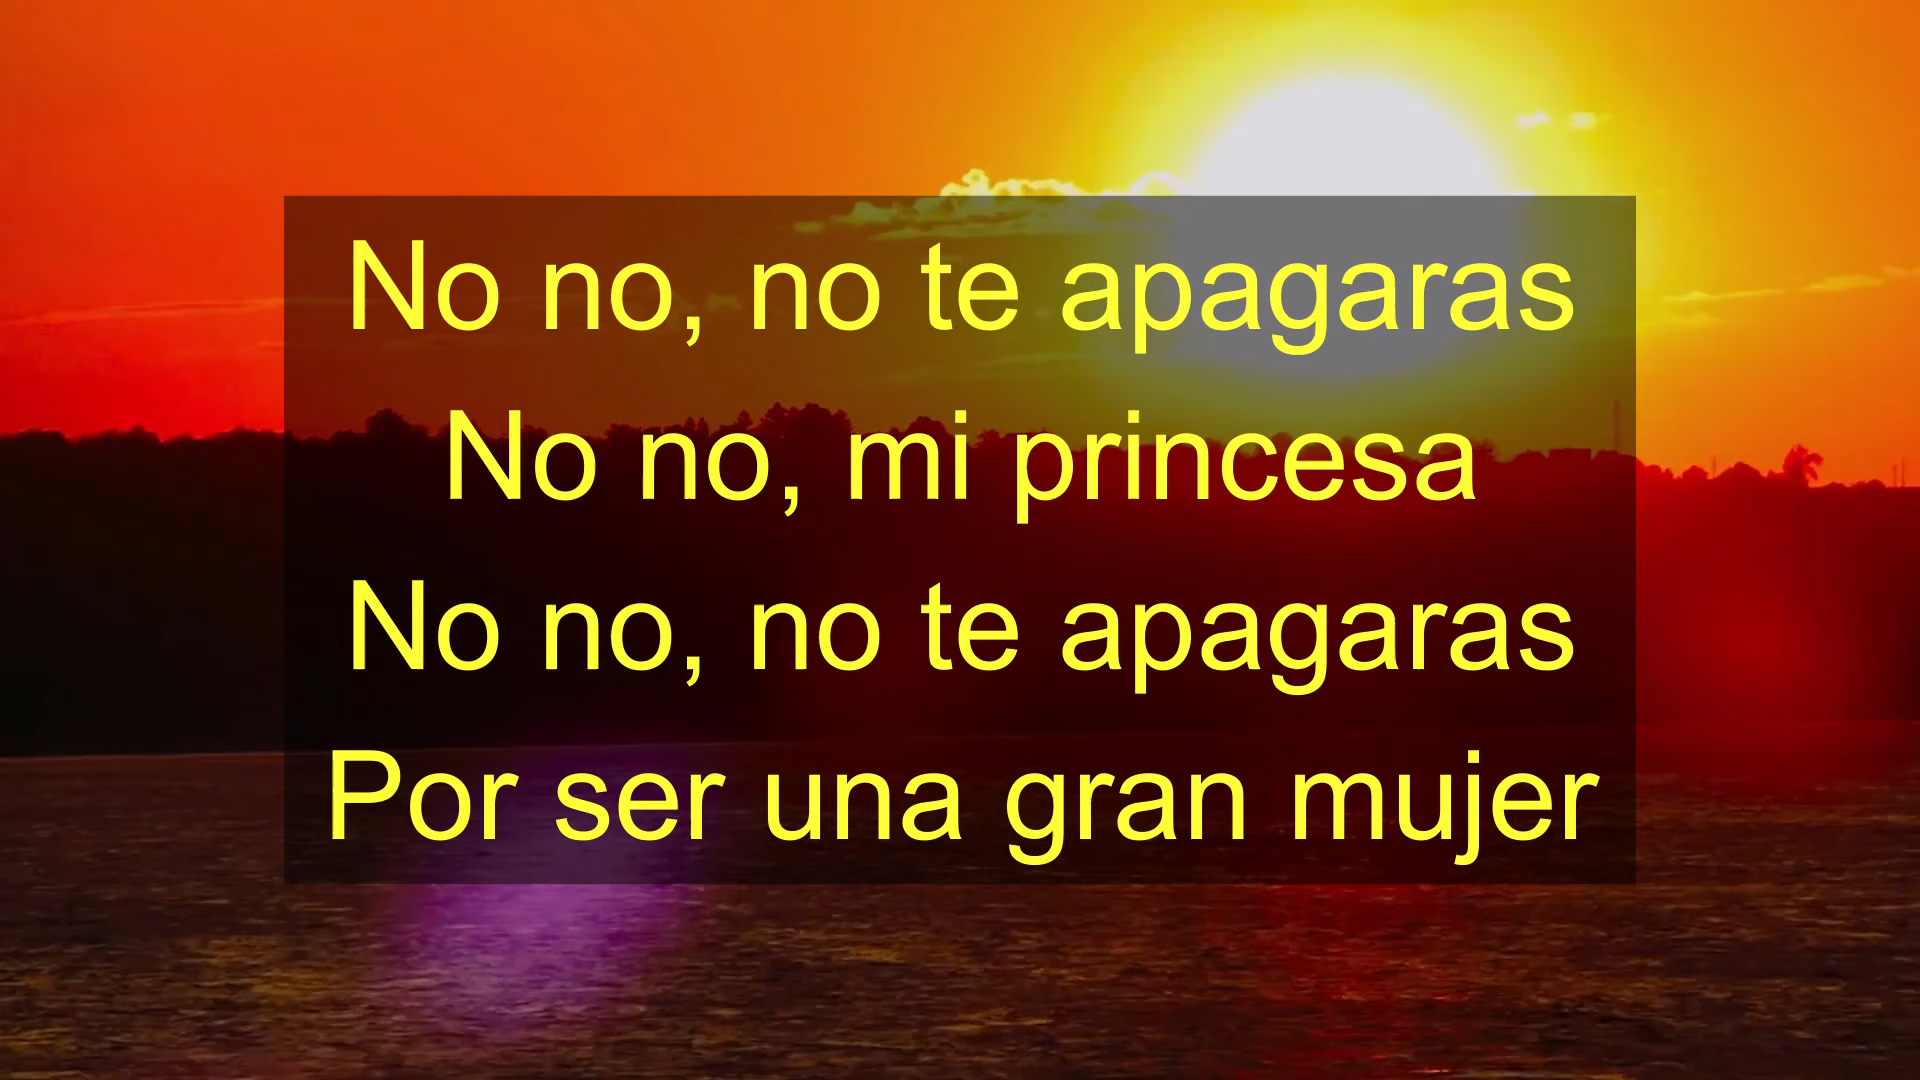 No no, no te apagaras
No no, mi princesa
No no, no te apagaras
Por ser una gran mujer